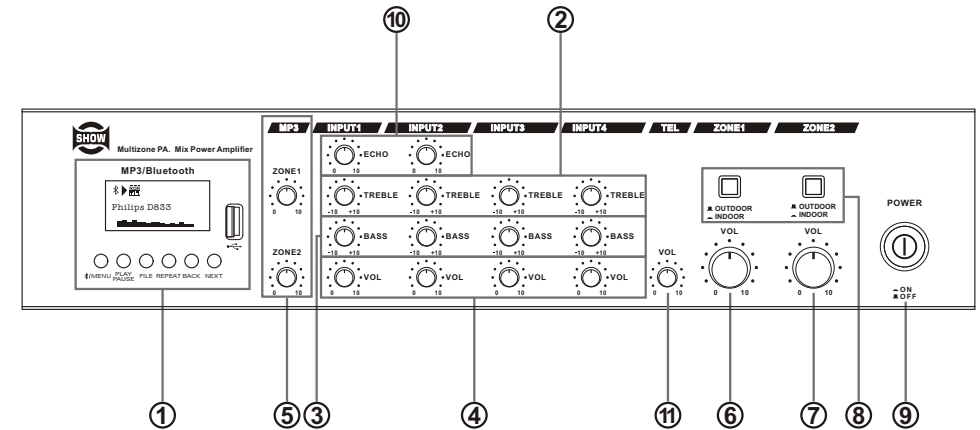 ⑩ ②
SHOW
Multizone PA. Mix Power Amplifier
MP3 INPUT1 INPUT2 INPUT3 INPUT4 TEL ZONE1 ZONE2
MP3/Bluetooth
Philips D833
/MENU PLAY PAUSE FILE REPEAT BACK NEXT
ZONE1
0 10
ZONE2
0 10
ECHO ECHO
0 10 0 10
TREBLE TREBLE TREBLE TREBLE
-10 +10 -10 +10 -10 +10 -10 +10
BASS BASS BASS BASS
-10 +10 -10 +10 -10 +10 -10 +10
VOL VOL VOL VOL
0 10 0 10 0 10 0 10
VOL
0 10
OUTDOOR
INDOOR
VOL
0 10
OUTDOOR
INDOOR
VOL
0 10
POWER
ON
OFF
① ⑤ ③ ④ ⑪ ⑥ ⑦ ⑧ ⑨